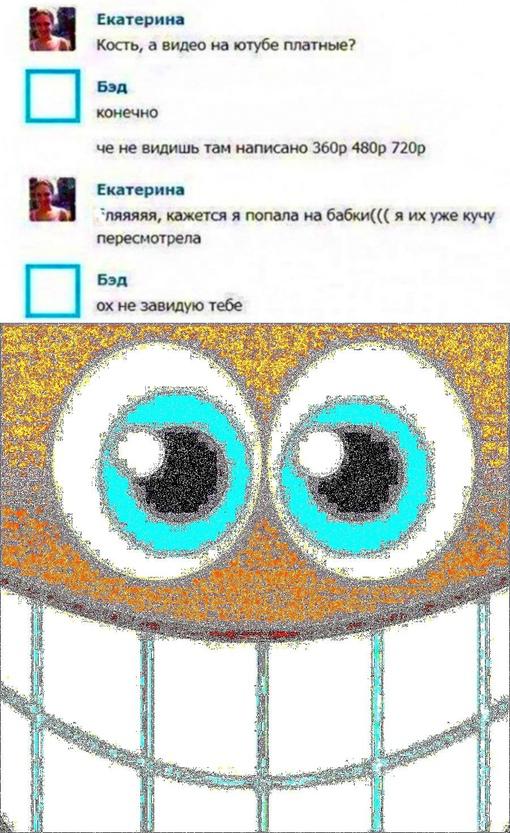 Екатерина
Кость, а видео на ютубе платные?
Бэд
конечно
че не видишь там написано 360р 480р 720р
Екатерина
ляяяяя, кажется я попала на бабки((( я их уже кучу
пересмотрела
Бэд
ох не завидую тебе